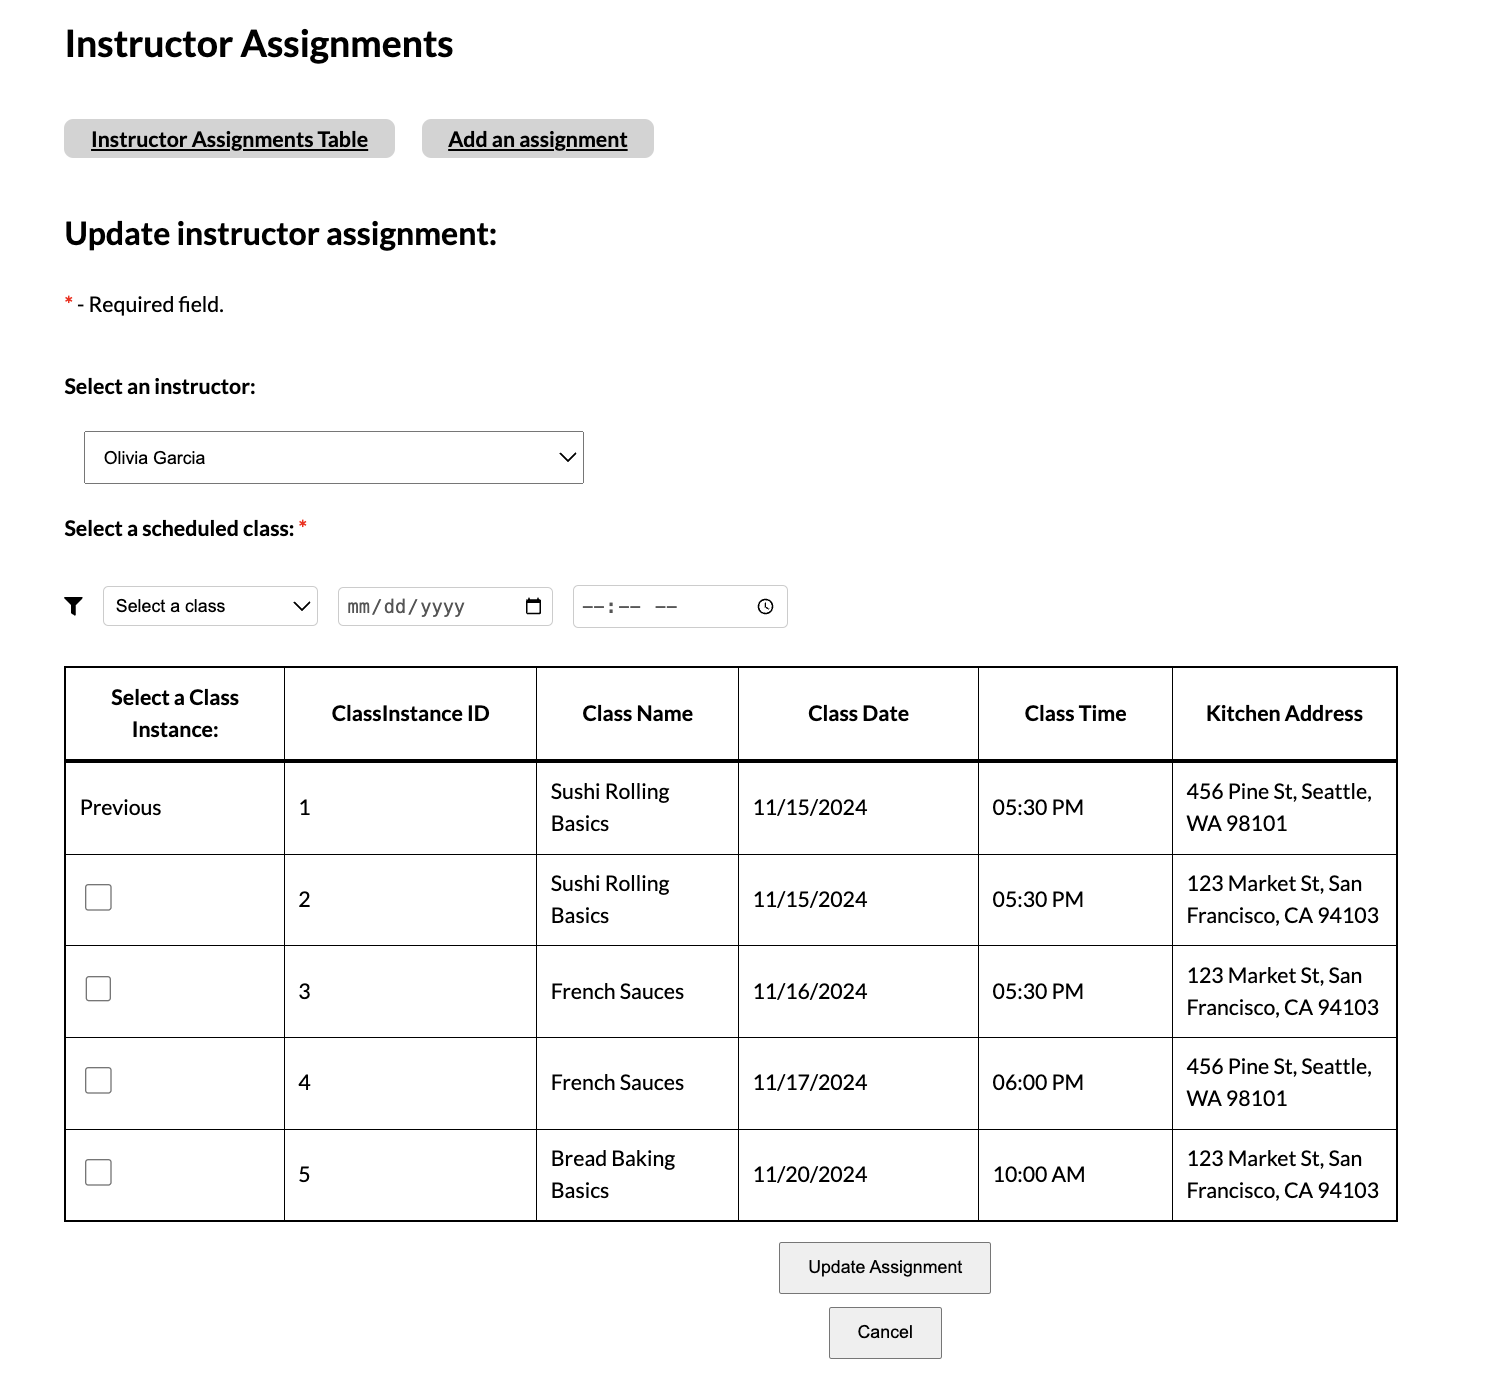 Instructor Assignments
Instructor Assignments Table
Add an assignment
Update instructor assignment:
* - Required field.
Select an instructor:
Olivia Garcia
Select a scheduled class: *
Select a class
mm/dd/yyyy
--:-- --
Select a Class
Instance:
ClassInstance ID
Class Name
Class Date
Class Time
Kitchen Address
Previous
1
Sushi Rolling
Basics
11/15/2024
05:30 PM
456 Pine St, Seattle,
WA 98101
2
Sushi Rolling
Basics
11/15/2024
05:30 PM
123 Market St, San
Francisco, CA 94103
3
French Sauces
11/16/2024
05:30 PM
123 Market St, San
Francisco, CA 94103
4
French Sauces
11/17/2024
06:00 PM
456 Pine St, Seattle,
WA 98101
5
Bread Baking
Basics
11/20/2024
10:00 AM
123 Market St, San
Francisco, CA 94103
Update Assignment
Cancel